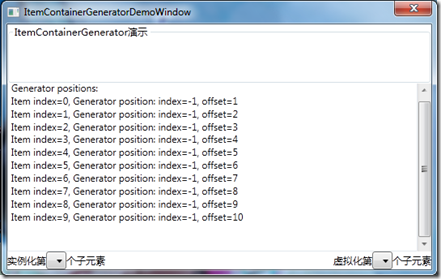 ItemContainerGeneratorDemoWindow
ItemContainerGenerator演示
Generator positions:
Item index=0, Generator position: index=-1, offset=1
Item index=1, Generator position: index=-1, offset=2
Item index=2, Generator position: index=-1, offset=3
Item index=3, Generator position: index=-1, offset=4
Item index=4, Generator position: index=-1, offset=5
Item index=5, Generator position: index=-1, offset=6
Item index=6, Generator position: index=-1, offset=7
Item index=7, Generator position: index=-1, offset=8
Item index=8, Generator position: index=-1, offset=9
Item index=9, Generator position: index=-1, offset=10
实例化第 个子元素 虚拟化第 个子元素